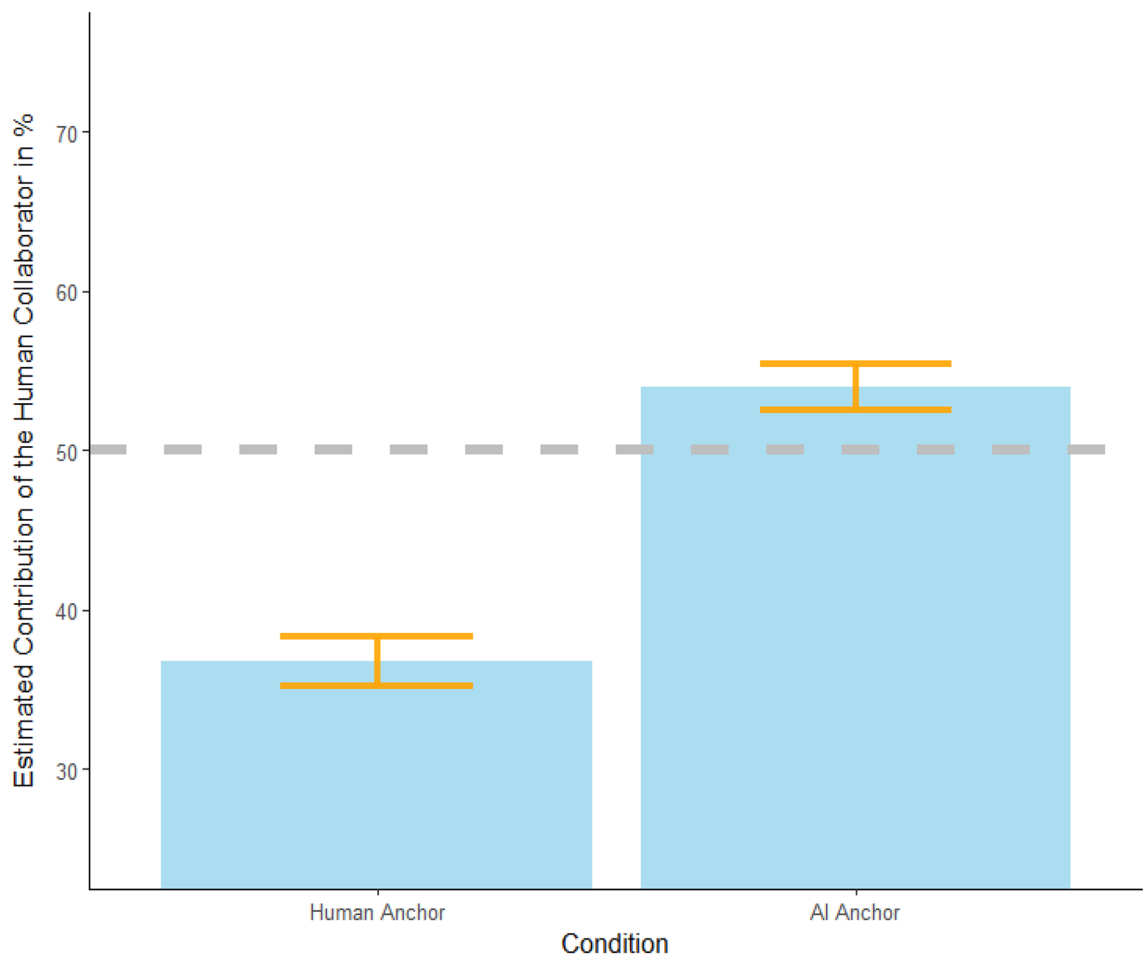 Estimated Contribution of the Human Collaborator in %
70
60
50
40
30
Human Anchor
AI Anchor
Condition